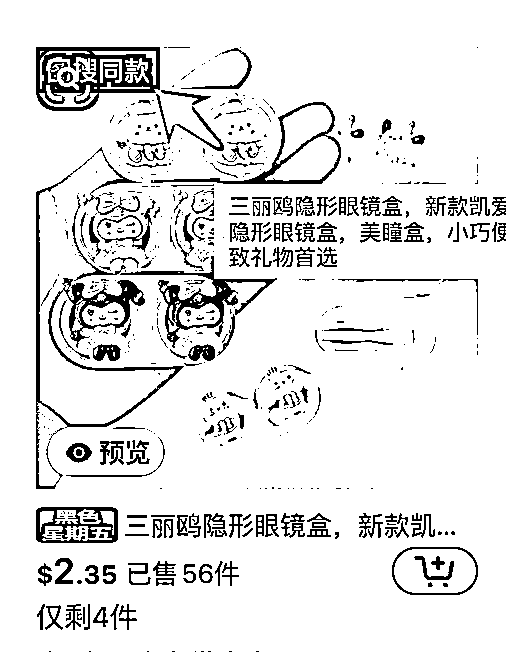 搜同款
三丽鸥隐形眼镜盒，新款凯爱
隐形眼镜盒，美瞳盒，小巧便
致礼物首选
预览
黑色
星期五
三丽鸥隐形眼镜盒，新款凯...
$2.35 已售56件
仅剩4件